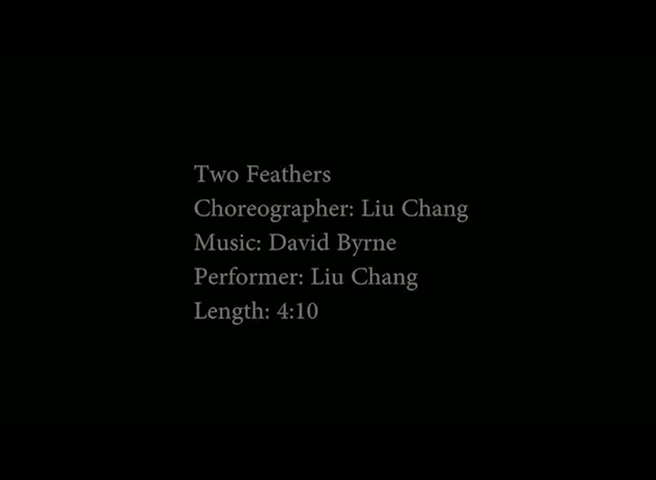 Two Feathers
Choreographer: Liu Chang
Music: David Byrne
Performer: Liu Chang
Length: 4:10